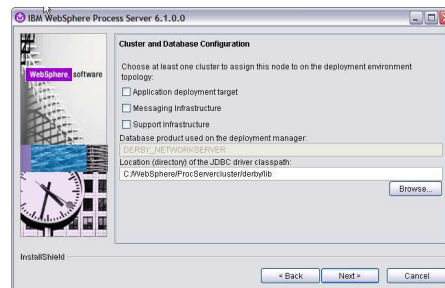 IBM WebSphere Process Server 6.1.0.0
WebSphere. software
Cluster and Database Configuration
Choose at least one cluster to assign this node to on the deployment environment
topology:
Application deployment target
Messaging Infrastructure
Support Infrastructure
Database product used on the deployment manager:
DERBY_NETWORKSERVER
Location (directory) of the JDBC driver classpath:
C:/WebSphere/ProcServercluster/derby/lib
Browse...
InstallShield
< Back
Next >
Cancel